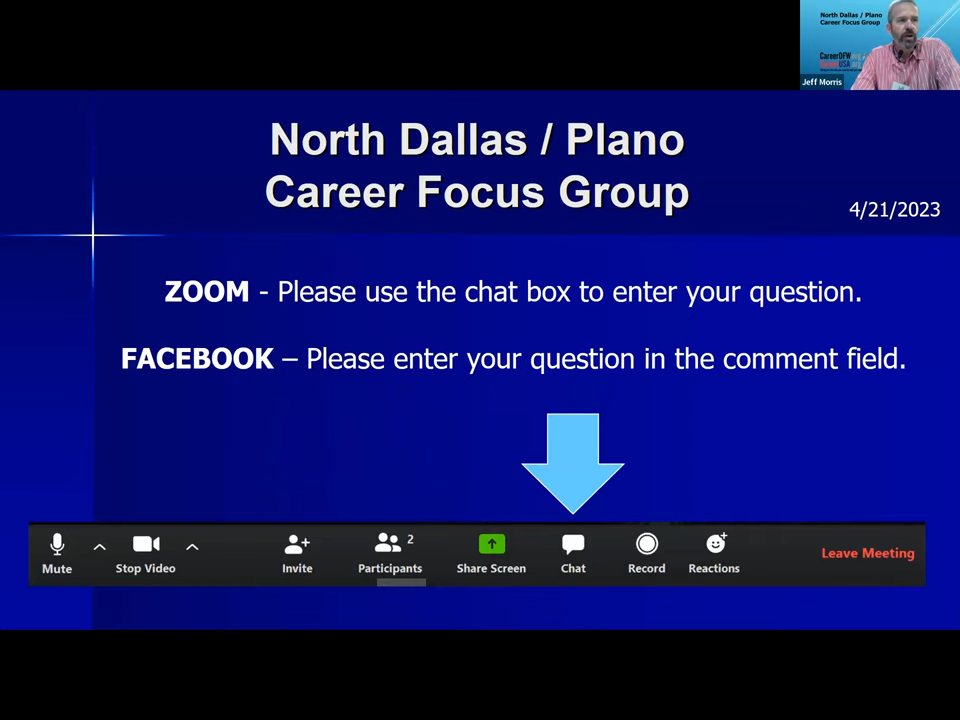 North Dallas / Plano
Career Focus Group
CareerDFW
Jeff Morris
North Dallas / Plano
Career Focus Group
4/21/2023
ZOOM - Please use the chat box to enter your question.
FACEBOOK – Please enter your question in the comment field.
2
Mute
Stop Video
Invite
Participants
Share Screen
Chat
Record
Reactions
Leave Meeting